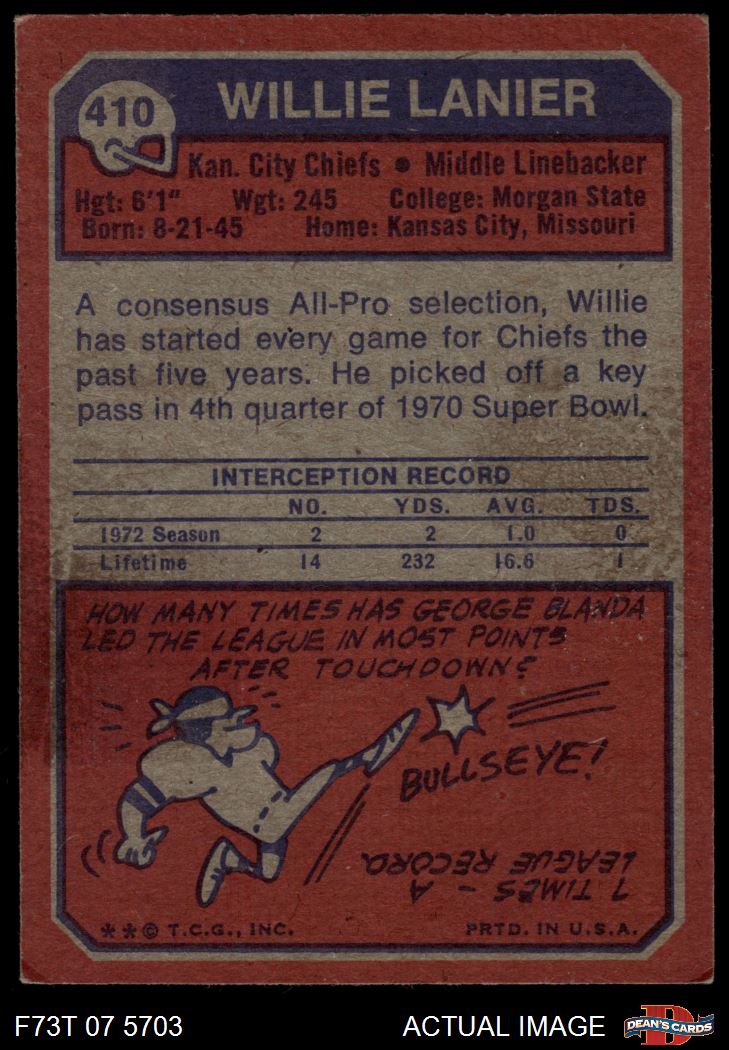 410 WILLIE LANIER
Kan. City Chiefs • Middle Linebacker
Hgt: 6'1" Wgt: 245 College: Morgan State
Born: 8-21-45 Home: Kansas City, Missouri
A consensus All-Pro selection, Willie
has started every game for Chiefs the
past five years. He picked off a key
pass in 4th quarter of 1970 Super Bowl.
INTERCEPTION RECORD
NO. YDS. AVG. TDS.
1972 Season 2 2 1.0 0
Lifetime 14 232 16.6 1
HOW MANY TIMES HAS GEORGE BLANDA
LED THE LEAGUE IN MOST POINTS
AFTER TOUCHDOWN?
BULLSEYE!
7 TIMES - A
LEAGUE RECORD.
**© T.C.G., INC. PRTD. IN U.S.A.
F73T 07 5703 ACTUAL IMAGE D DEAN'S CARDS